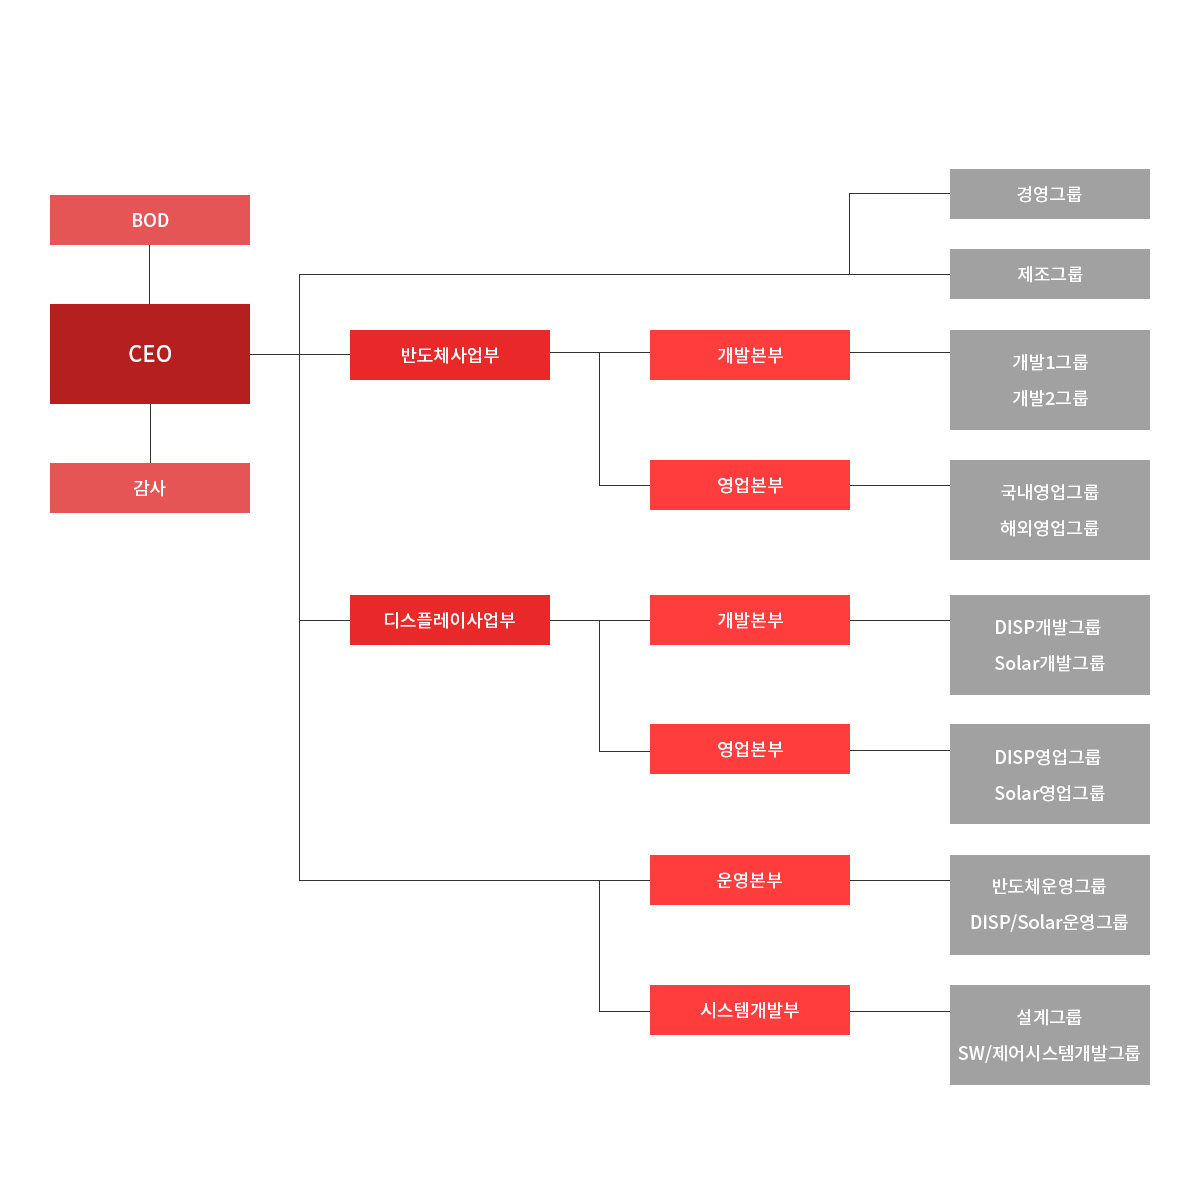 BOD
CEO
감사
경영그룹
제조그룹
반도체사업부
개발본부
개발1그룹
개발2그룹
영업본부
국내영업그룹
해외영업그룹
디스플레이사업부
개발본부
DISP개발그룹
Solar개발그룹
영업본부
DISP영업그룹
Solar영업그룹
운영본부
반도체운영그룹
DISP/Solar운영그룹
시스템개발부
설계그룹
SW/제어시스템개발그룹